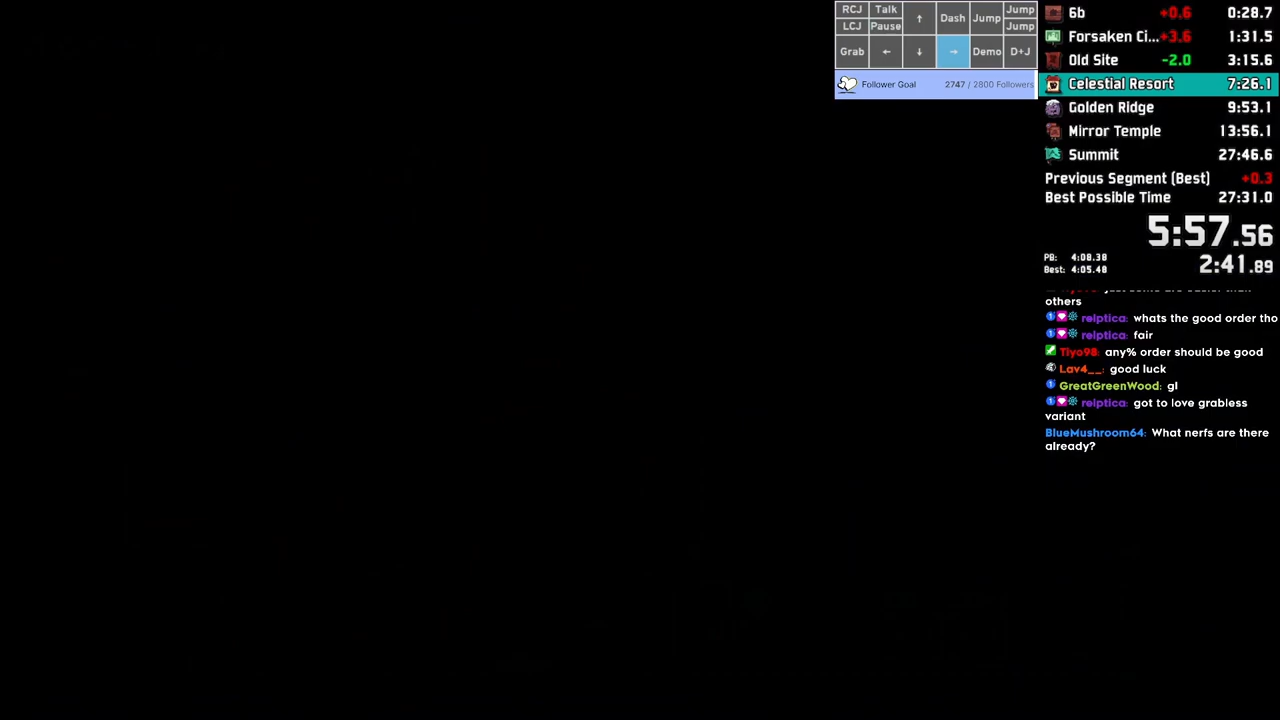 RCJ Talk ↑ Dash Jump Jump
LCJ Pause Jump
Grab ← ↓ → Demo D+J
Follower Goal 2747 / 2800 Followers
6b +0.6 0:28.7
Forsaken Ci... +3.6 1:31.5
Old Site -2.0 3:15.6
Celestial Resort 7:26.1
Golden Ridge 9:53.1
Mirror Temple 13:56.1
Summit 27:46.6
Previous Segment (Best) +0.3
Best Possible Time 27:31.0
5:57.56
PB: 4:08.38
Best: 4:05.48
2:41.89
others
reiptica: whats the good order tho
reiptica: fair
Tiyo98: any% order should be good
Lav4__: good luck
GreatGreenWood: gl
reiptica: got to love grabless
variant
BlueMushroom64: What nerfs are there
already?